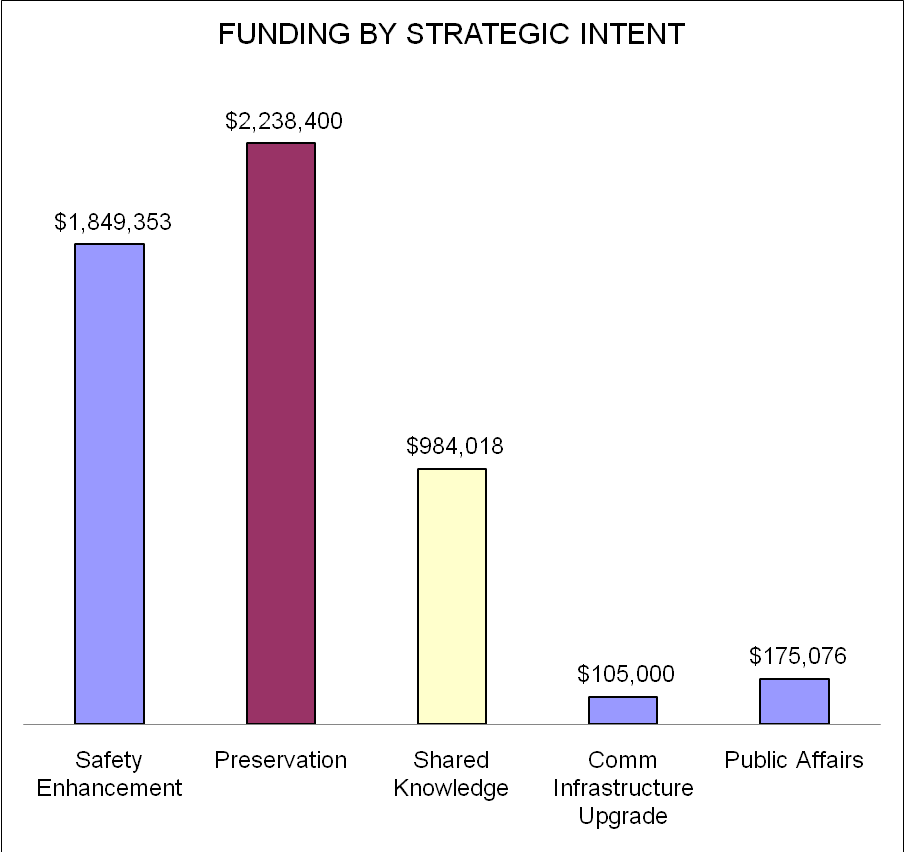 FUNDING BY STRATEGIC INTENT
$2,238,400
$1,849,353
$984,018
$175,076
$105,000
Safety
Enhancement
Preservation
Shared
Knowledge
Comm
Infrastructure
Upgrade
Public Affairs